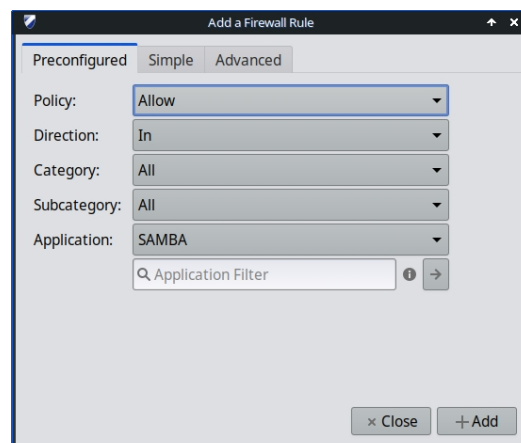 Add a Firewall Rule
Preconfigured Simple Advanced
Policy: Allow
Direction: In
Category: All
Subcategory: All
Application: SAMBA
Application Filter
Close Add